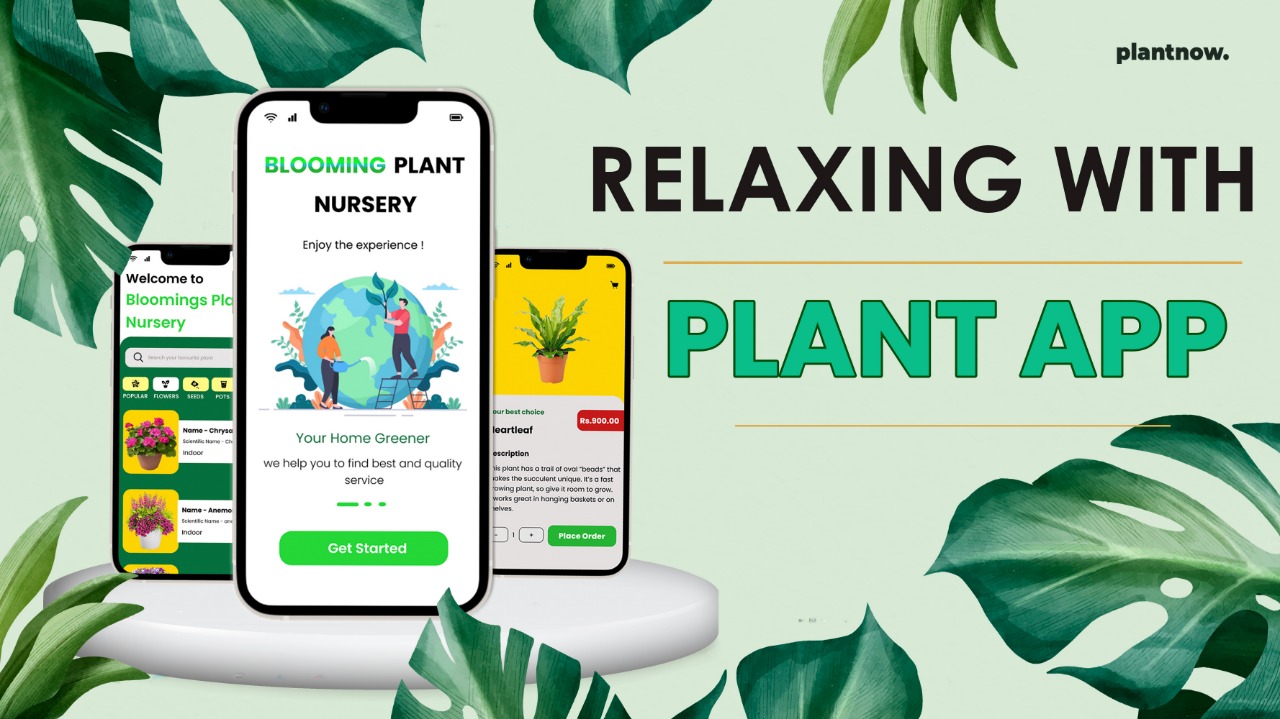 plantnow.
RELAXING WITH
PLANT APP
BLOOMING PLANT
NURSERY
Enjoy the experience !
Your Home Greener
we help you to find best and quality
service
Get Started
Welcome to
Bloomings Pla
Nursery
Search your favourite plant
POPULAR FLOWERS SEEDS POTS
Name - Chrysa
Scientific Name - Ch
Indoor
Name - Anemo
Scientific Name - ane
Indoor
our best choice
Rs.900.00
Heartleaf
escription
his plant has a trail of oval "beads" that
akes the succulent unique. It's a fast
rowing plant, so give it room to grow.
works great in hanging baskets or on
helves.
- 1 +
Place Order